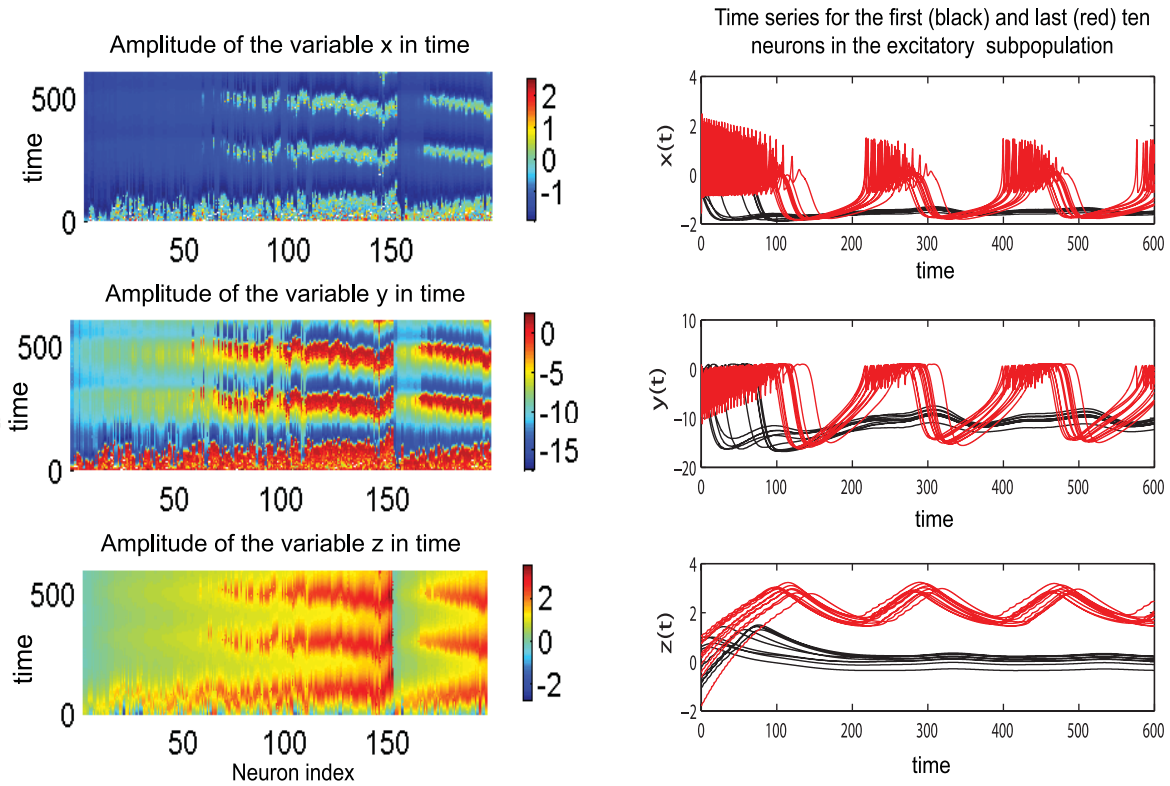 Amplitude of the variable x in time
500
0
time
50
100
150
2
1
0
-1
Amplitude of the variable y in time
500
0
time
50
100
150
0
-5
-10
-15
Amplitude of the variable z in time
500
0
time
50
100
150
2
0
-2
Neuron index
Time series for the first (black) and last (red) ten
neurons in the excitatory subpopulation
4
2
0
-2
x(t)
0 100 200 300 400 500 600
time
10
0
-10
-20
y(t)
0 100 200 300 400 500 600
time
4
2
0
-2
z(t)
0 100 200 300 400 500 600
time